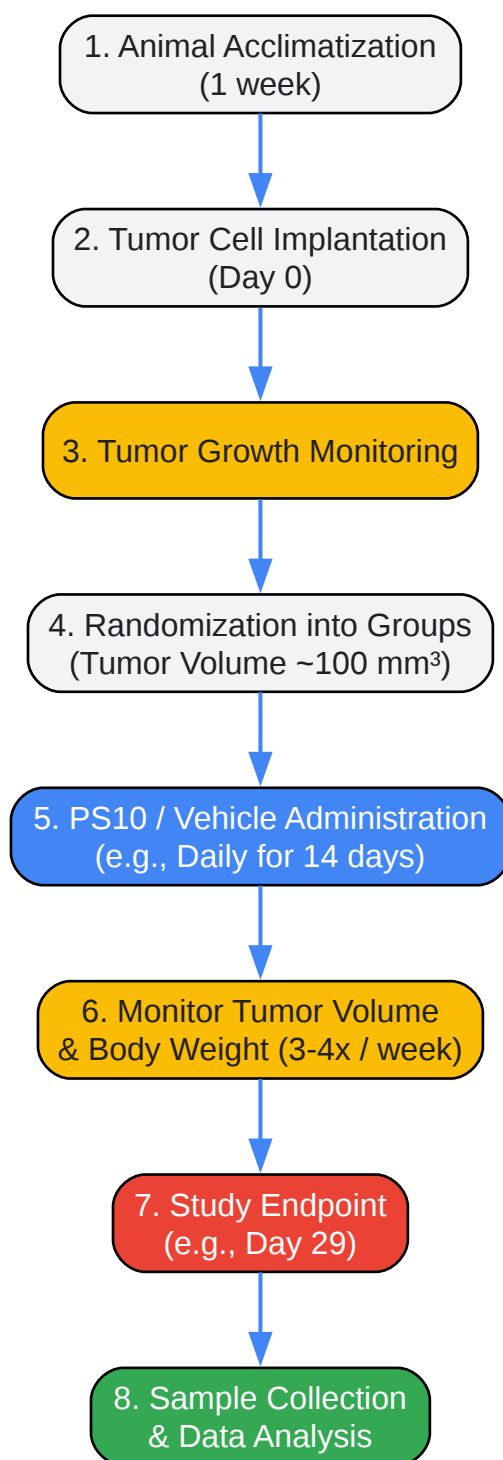 1. Animal Acclimatization
(1 week)
2. Tumor Cell Implantation
(Day 0)
3. Tumor Growth Monitoring
4. Randomization into Groups
(Tumor Volume ~100 mm³)
5. PS10 / Vehicle Administration
(e.g., Daily for 14 days)
6. Monitor Tumor Volume
& Body Weight (3-4x / week)
7. Study Endpoint
(e.g., Day 29)
8. Sample Collection
& Data Analysis